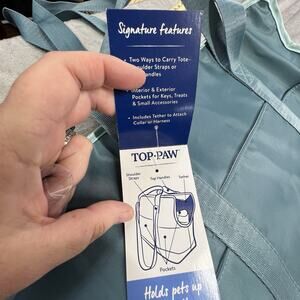 Signature features
• Two Ways to Carry Tote-
Shoulder Straps or
Handles
Interior & Exterior
Pockets for Keys, Treats
& Small Accessories
• Includes Tether to Attach
Collar or Harness
TOP•PAW
Shoulder
Straps
Top Handles
Tether
Pockets
Holds pets up